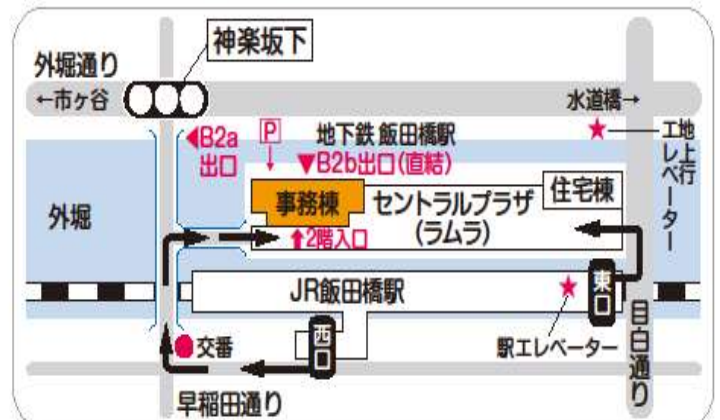 神楽坂下
外堀通り
←市ヶ谷
水道橋→
◀B2a
出口
P
地下鉄 飯田橋駅
▼B2b出口(直結)
★
地上行
エレベーター
外堀
事務棟
セントラルプラザ
(ラムラ)
住宅棟
↑2階入口
JR飯田橋駅
★
東口
西口
交番
駅エレベーター
目白通り
早稲田通り